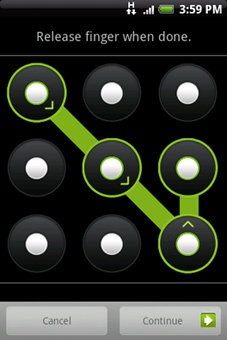 H
3:59 PM
Release finger when done.
Cancel
Continue